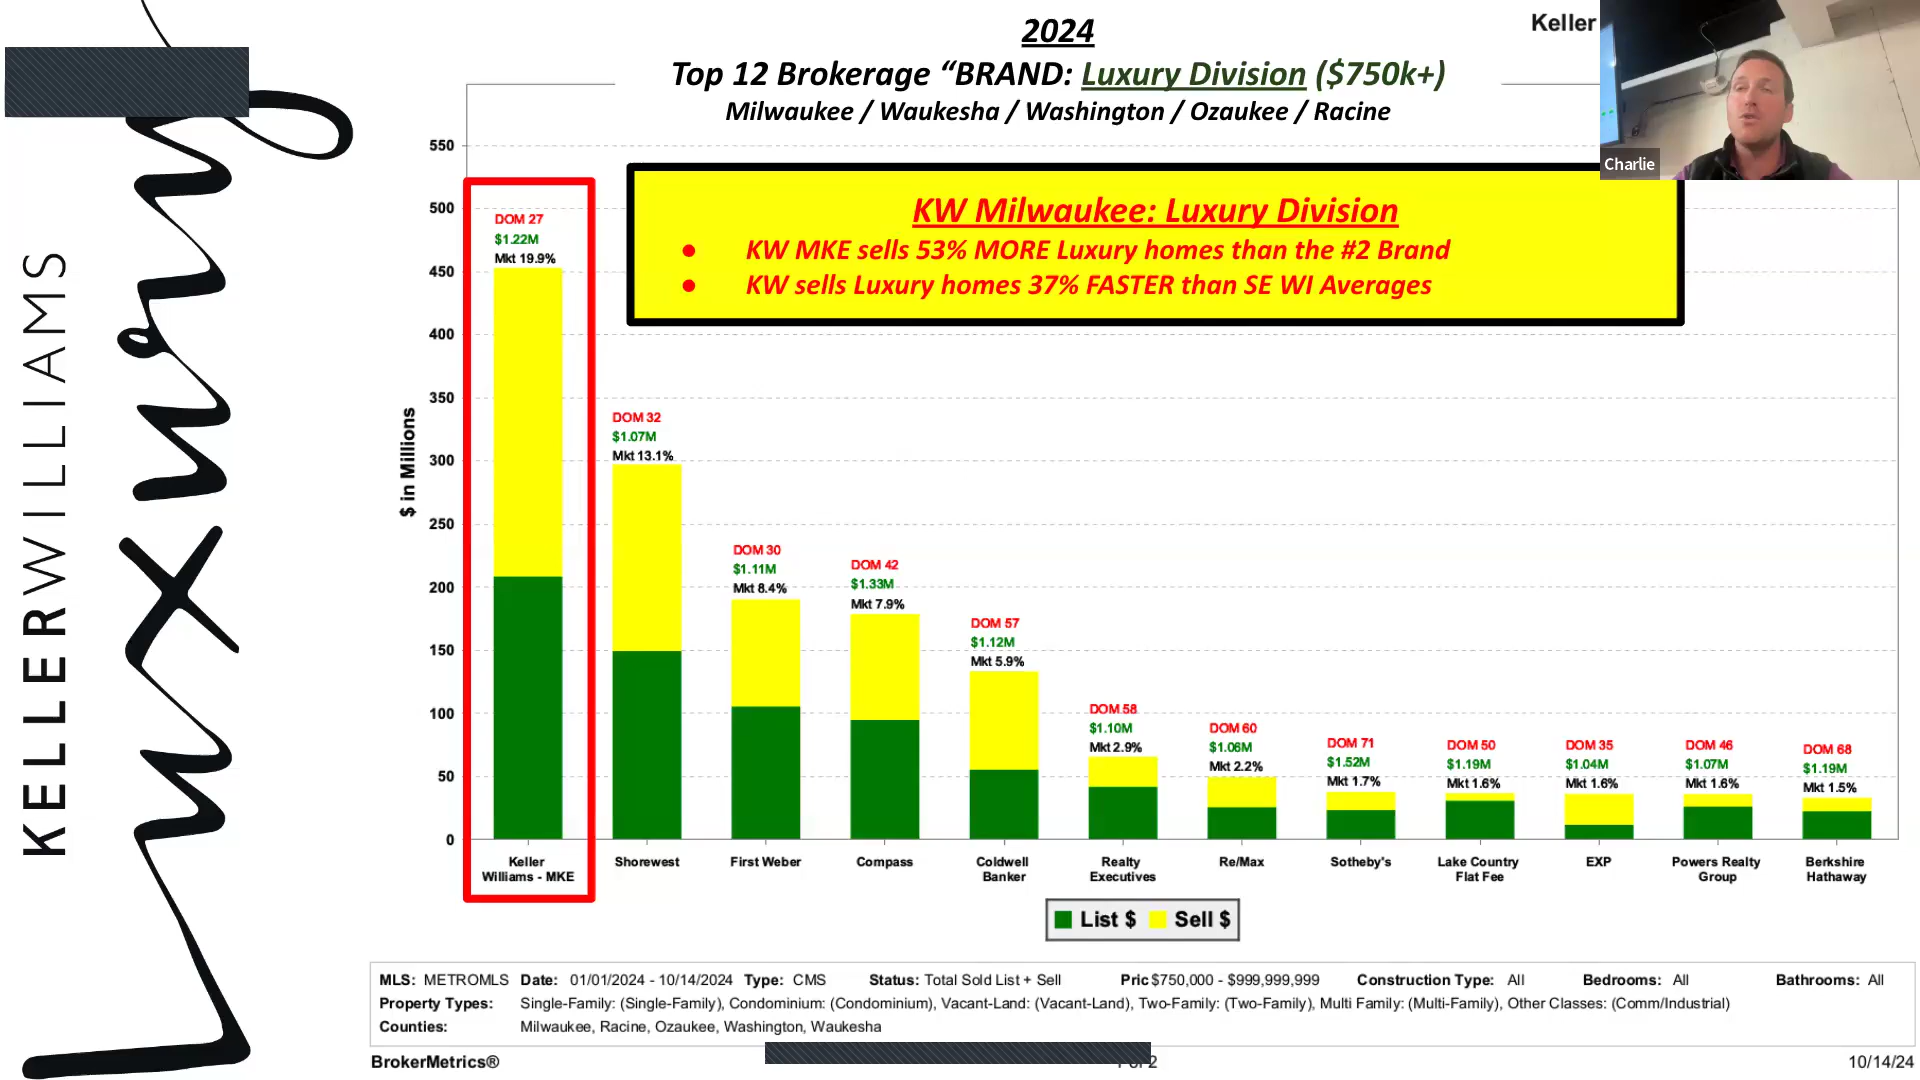 KELLERWILLIAMS
luxury
2024
Top 12 Brokerage “BRAND: Luxury Division ($750k+)
Milwaukee / Waukesha / Washington / Ozaukee / Racine
Keller
Charlie
KW Milwaukee: Luxury Division
● KW MKE sells 53% MORE Luxury homes than the #2 Brand
● KW sells Luxury homes 37% FASTER than SE WI Averages
$ in Millions
550
500
450
400
350
300
250
200
150
100
50
0
DOM 27
$1.22M
Mkt 19.9%
DOM 32
$1.07M
Mkt 13.1%
DOM 30
$1.11M
Mkt 8.4%
DOM 42
$1.33M
Mkt 7.9%
DOM 57
$1.12M
Mkt 5.9%
DOM 58
$1.10M
Mkt 2.9%
DOM 60
$1.06M
Mkt 2.2%
DOM 71
$1.52M
Mkt 1.7%
DOM 50
$1.19M
Mkt 1.6%
DOM 35
$1.04M
Mkt 1.6%
DOM 46
$1.07M
Mkt 1.6%
DOM 68
$1.19M
Mkt 1.5%
Keller
Williams - MKE
Shorewest
First Weber
Compass
Coldwell
Banker
Realty
Executives
Re/Max
Sotheby's
Lake Country
Flat Fee
EXP
Powers Realty
Group
Berkshire
Hathaway
List $ Sell $
MLS: METROMLS Date: 01/01/2024 - 10/14/2024 Type: CMS Status: Total Sold List + Sell Pric $750,000 - $999,999,999 Construction Type: All Bedrooms: All Bathrooms: All
Property Types: Single-Family: (Single-Family), Condominium: (Condominium), Vacant-Land: (Vacant-Land), Two-Family: (Two-Family), Multi Family: (Multi-Family), Other Classes: (Comm/Industrial)
Counties: Milwaukee, Racine, Ozaukee, Washington, Waukesha
BrokerMetrics® 2 10/14/24